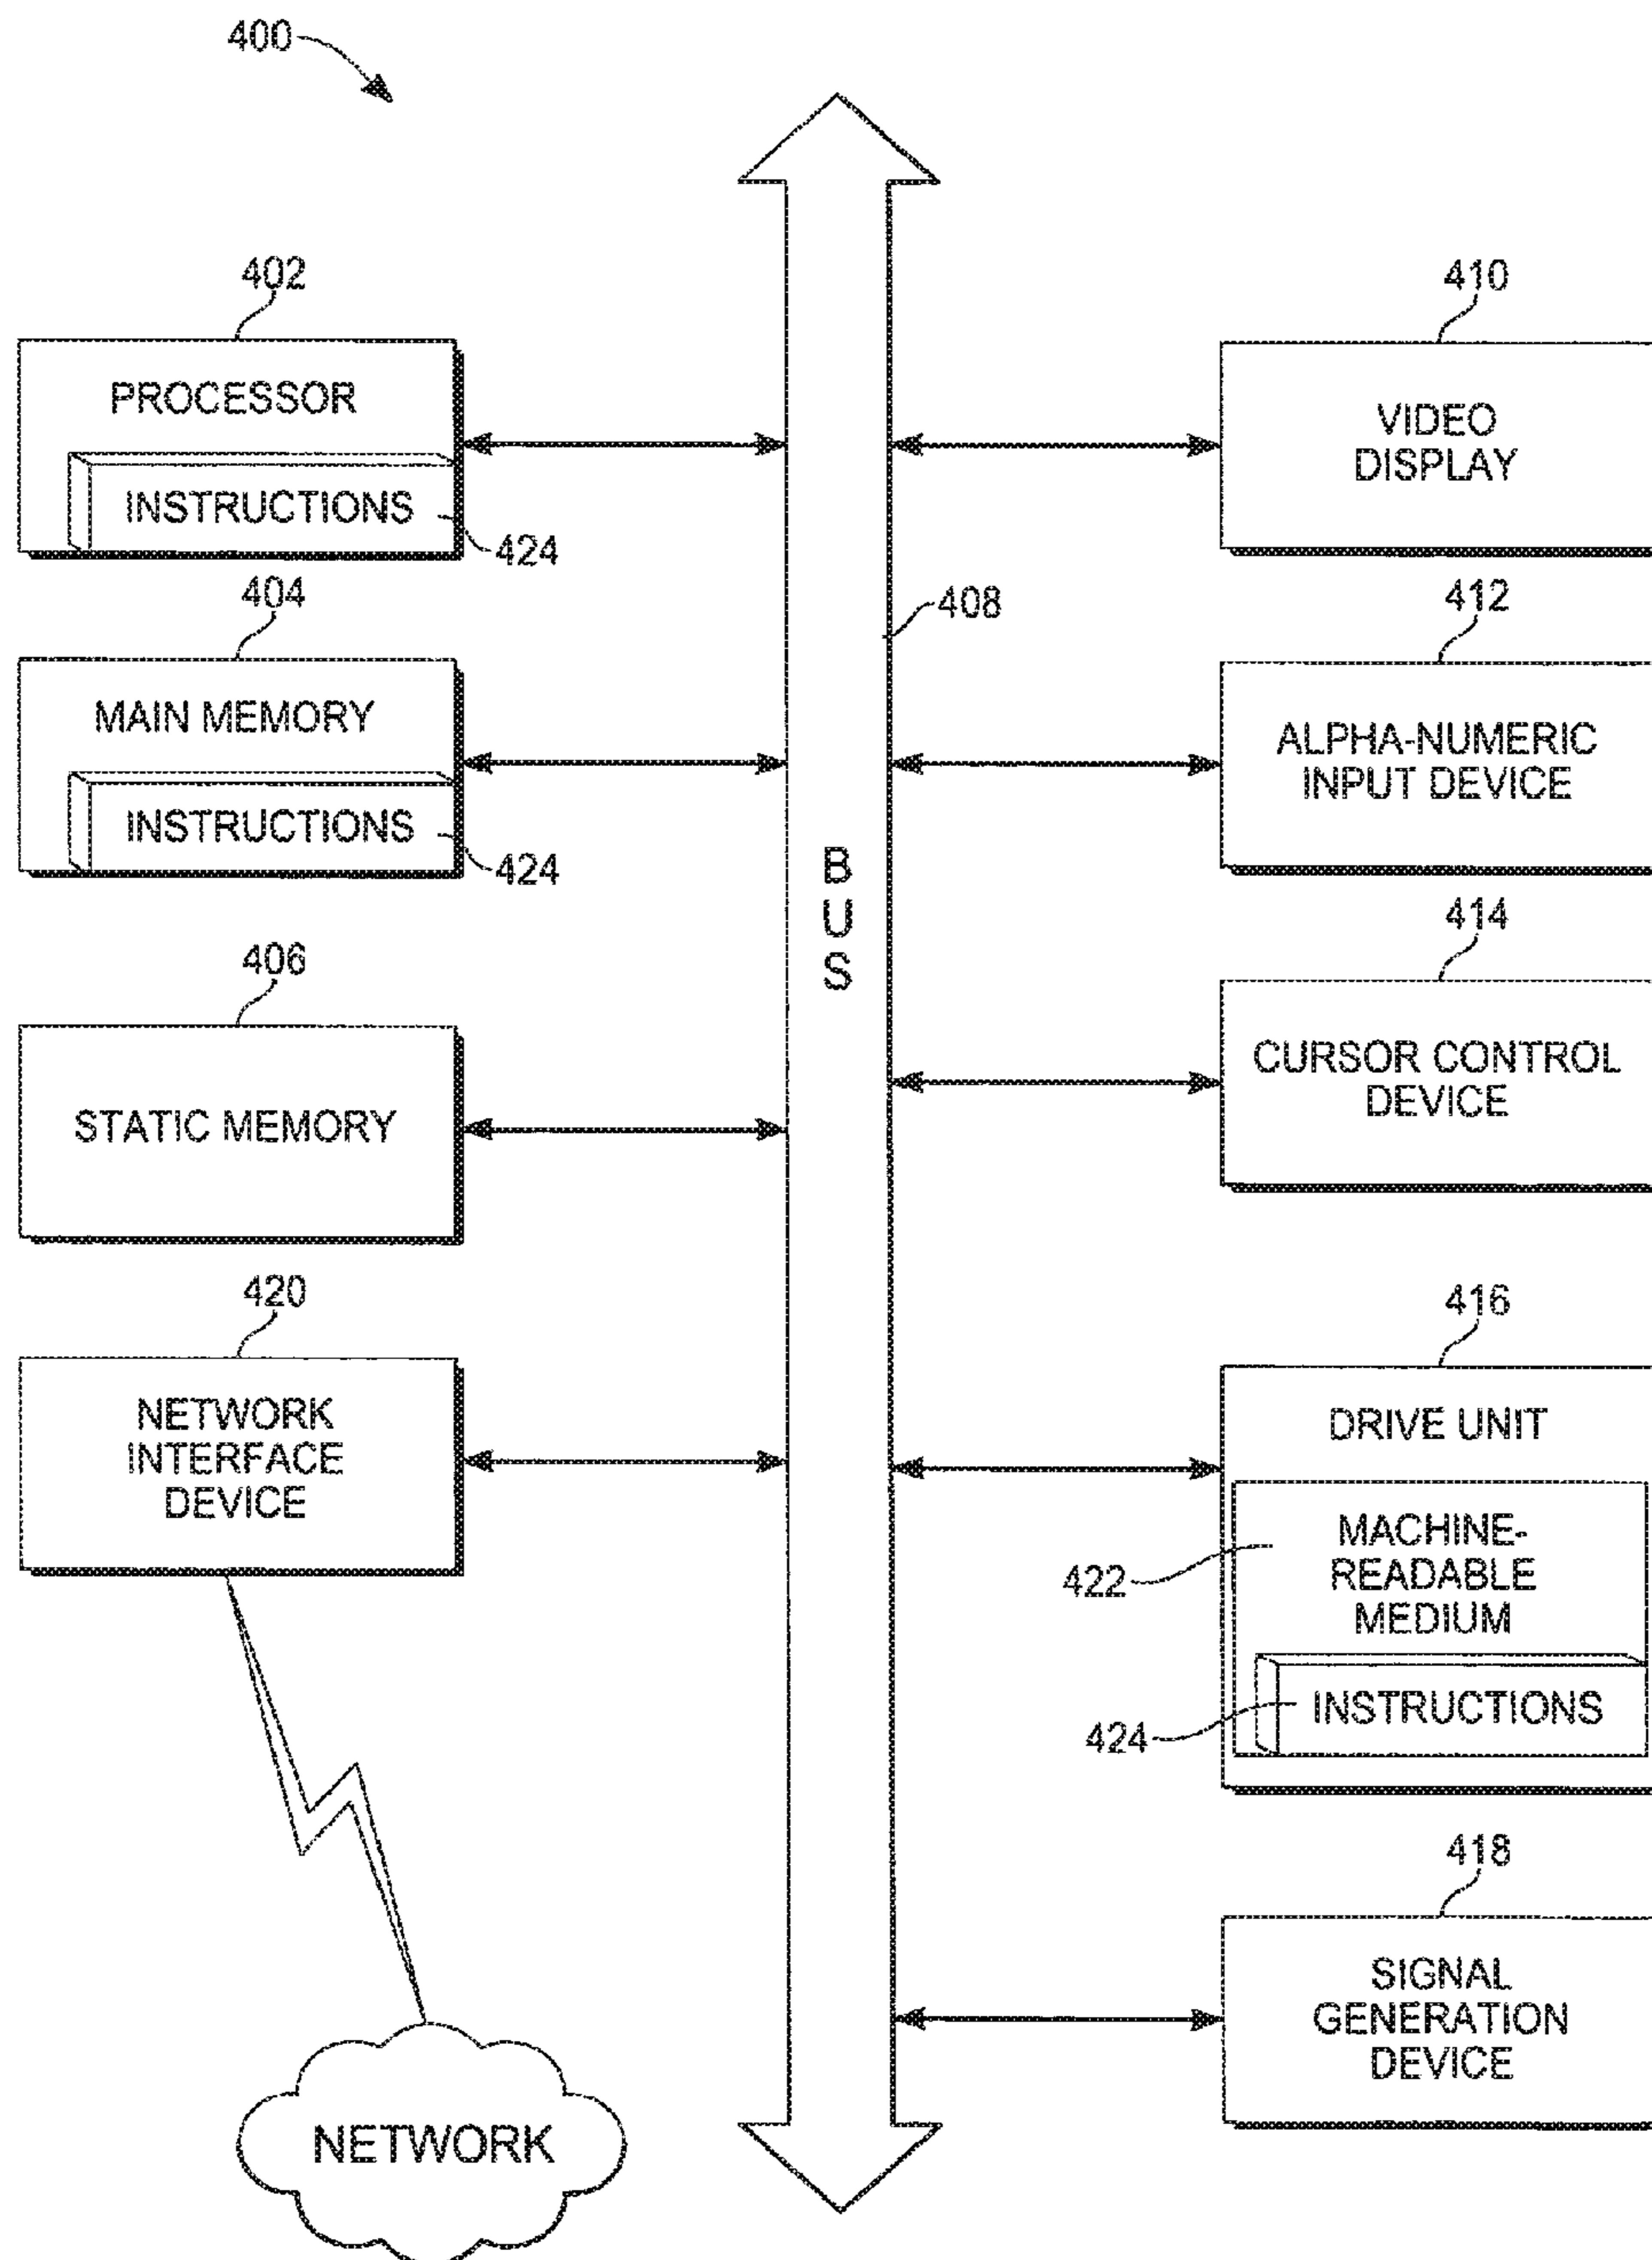 400
402
PROCESSOR
INSTRUCTIONS
424
404
MAIN MEMORY
INSTRUCTIONS
424
406
STATIC MEMORY
420
NETWORK
INTERFACE
DEVICE
NETWORK
B
U
S
408
410
VIDEO
DISPLAY
412
ALPHA-NUMERIC
INPUT DEVICE
414
CURSOR CONTROL
DEVICE
416
DRIVE UNIT
MACHINE-
READABLE
MEDIUM
422
INSTRUCTIONS
424
418
SIGNAL
GENERATION
DEVICE